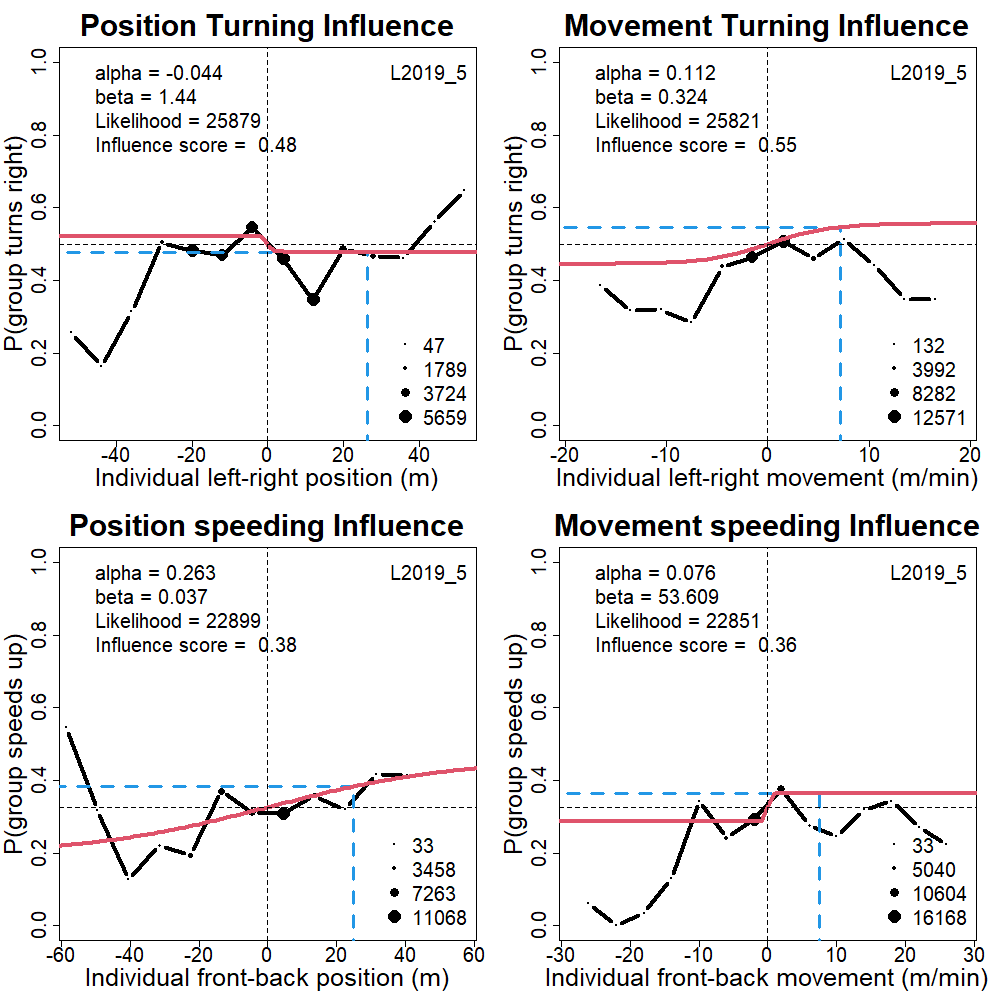 Position Turning Influence
alpha = -0.044
beta = 1.44
Likelihood = 25879
Influence score = 0.48
L2019_5
P(group turns right)
1.0
0.8
0.6
0.4
0.2
0.0
47
1789
3724
5659
-40 -20 0 20 40
Individual left-right position (m)
Movement Turning Influence
alpha = 0.112
beta = 0.324
Likelihood = 25821
Influence score = 0.55
L2019_5
P(group turns right)
1.0
0.8
0.6
0.4
0.2
0.0
132
3992
8282
12571
-20 -10 0 10 20
Individual left-right movement (m/min)
Position speeding Influence
alpha = 0.263
beta = 0.037
Likelihood = 22899
Influence score = 0.38
L2019_5
P(group speeds up)
1.0
0.8
0.6
0.4
0.2
0.0
33
3458
7263
11068
-60 -40 -20 0 20 40 60
Individual front-back position (m)
Movement speeding Influence
alpha = 0.076
beta = 53.609
Likelihood = 22851
Influence score = 0.36
L2019_5
P(group speeds up)
1.0
0.8
0.6
0.4
0.2
0.0
33
5040
10604
16168
-30 -20 -10 0 10 20 30
Individual front-back movement (m/min)